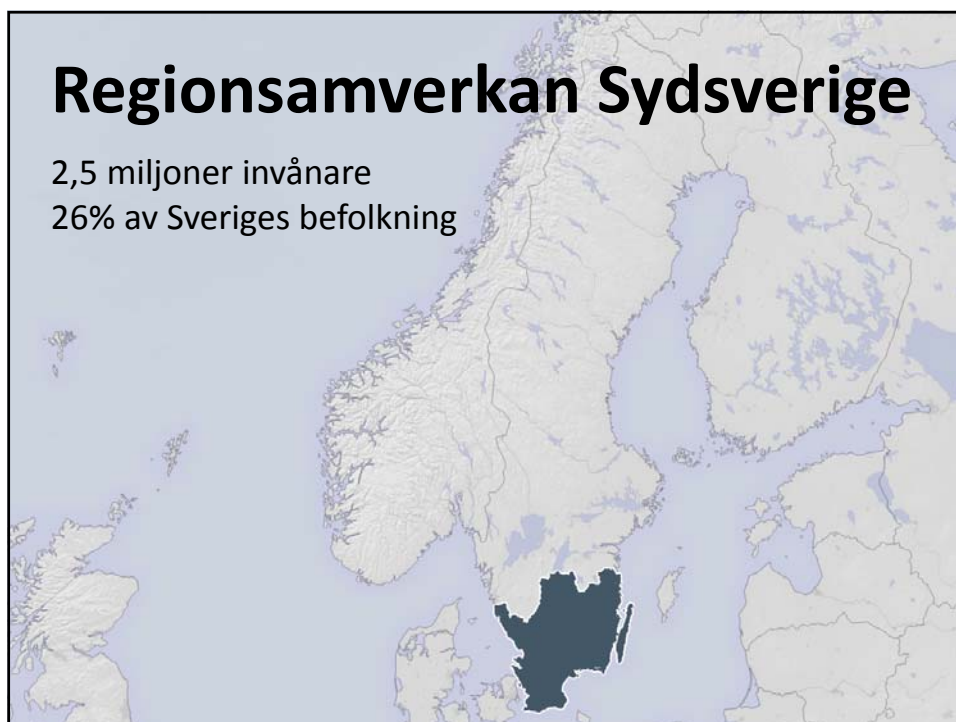 Regionsamverkan Sydsverige
2,5 miljoner invånare
26% av Sveriges befolkning